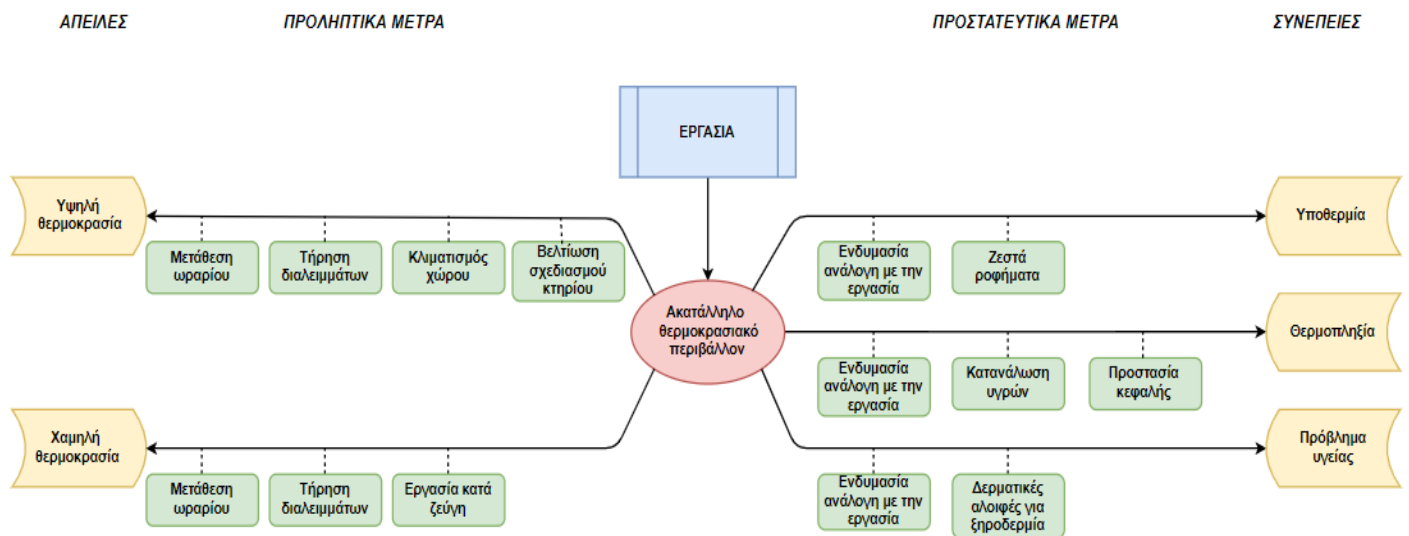 ΑΠΕΙΛΕΣ
ΠΡΟΛΗΠΤΙΚΑ ΜΕΤΡΑ
ΠΡΟΣΤΑΤΕΥΤΙΚΑ ΜΕΤΡΑ
ΣΥΝΕΠΕΙΕΣ
ΕΡΓΑΣΙΑ
Υψηλή
θερμοκρασία
Μετάθεση
ωραρίου
Τήρηση
διαλειμμάτων
Κλιματισμός
χώρου
Βελτίωση
σχεδιασμού
κτηρίου
Ενδυμασία
ανάλογη με την
εργασία
Ζεστά
ροφήματα
Υποθερμία
Ακατάλληλο
θερμοκρασιακό
περιβάλλον
Ενδυμασία
ανάλογη με την
εργασία
Κατανάλωση
υγρών
Προστασία
κεφαλής
Θερμοπληξία
Χαμηλή
θερμοκρασία
Μετάθεση
ωραρίου
Τήρηση
διαλειμμάτων
Εργασία κατά
ζεύγη
Ενδυμασία
ανάλογη με την
εργασία
Δερματικές
αλοιφές για
ξηροδερμία
Πρόβλημα
υγείας